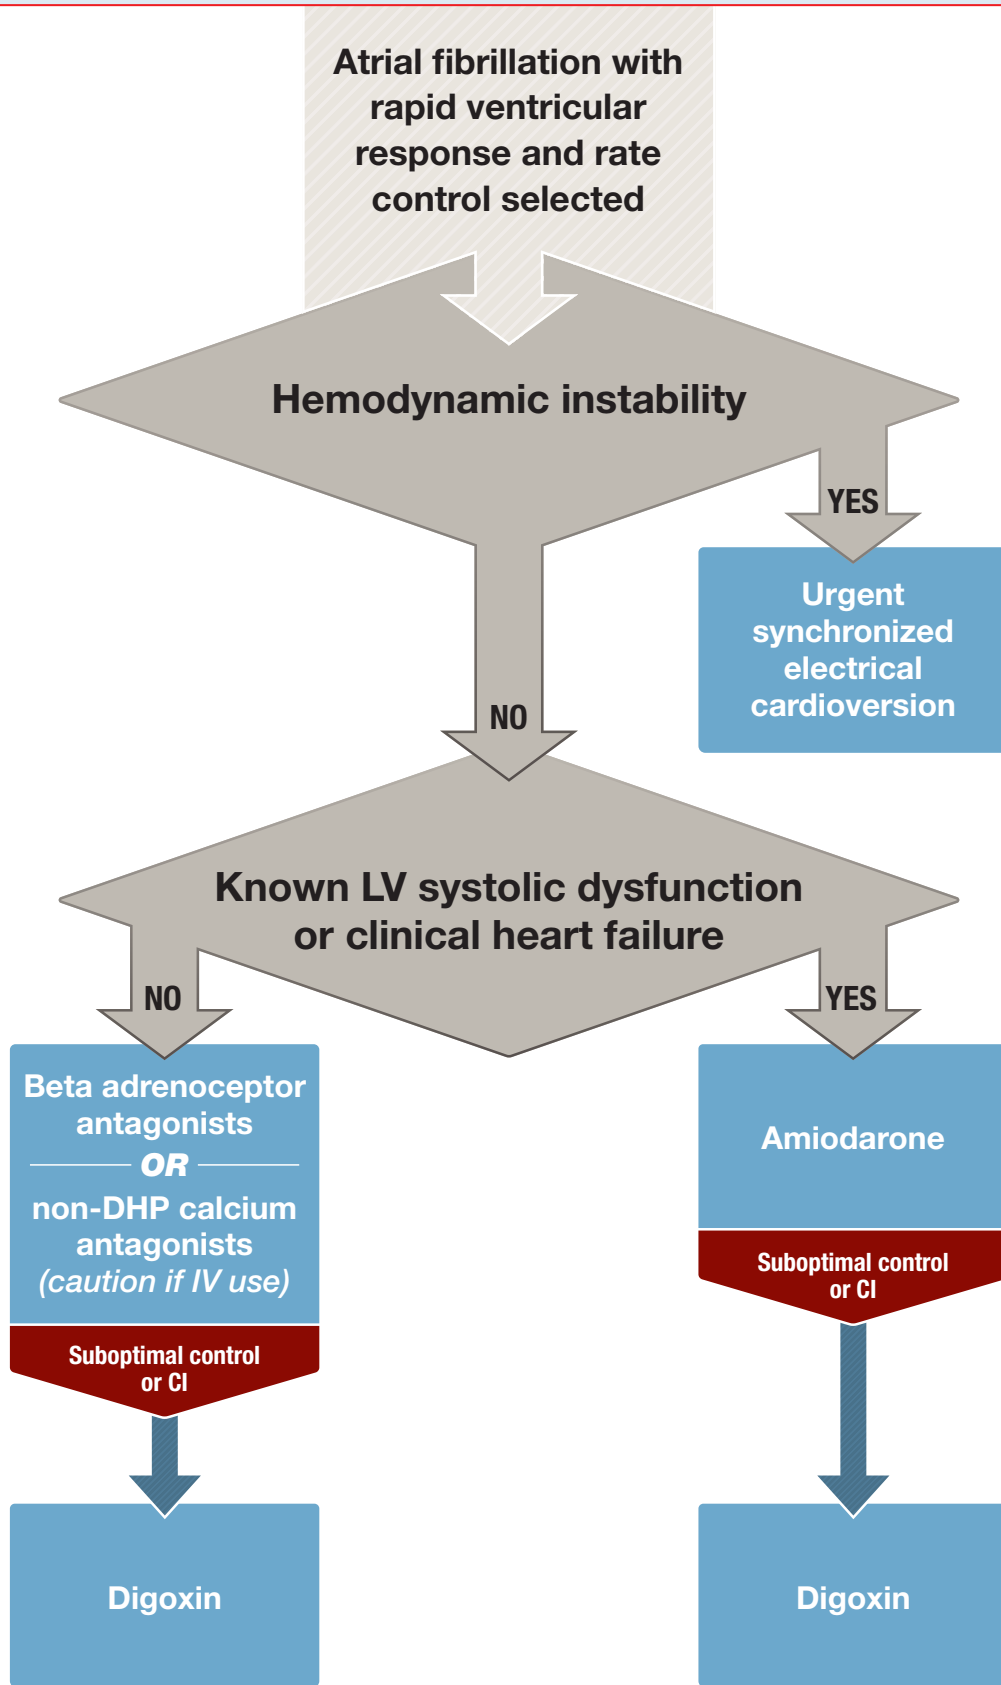 Atrial fibrillation with
rapid ventricular
response and rate
control selected
Hemodynamic instability
YES
Urgent
synchronized
electrical
cardioversion
NO
Known LV systolic dysfunction
or clinical heart failure
NO
YES
Beta adrenoceptor
antagonists
OR
non-DHP calcium
antagonists
(caution if IV use)
Suboptimal control
or CI
Digoxin
Amiodarone
Suboptimal control
or CI
Digoxin